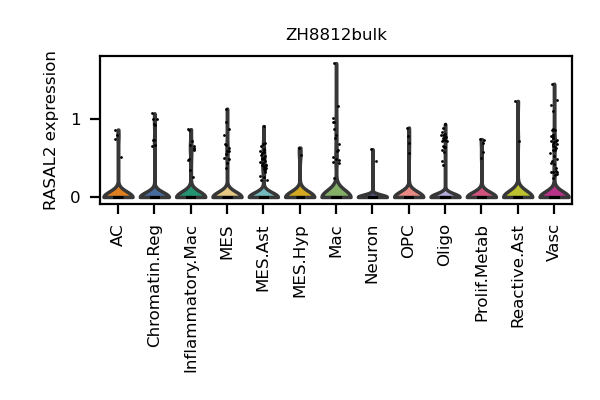 ZH8812bulk
RASAL2 expression
1
0
AC
Chromatin.Reg
Inflammatory.Mac
MES
MES.Ast
MES.Hyp
Mac
Neuron
OPC
Oligo
Prolif.Metab
Reactive.Ast
Vasc